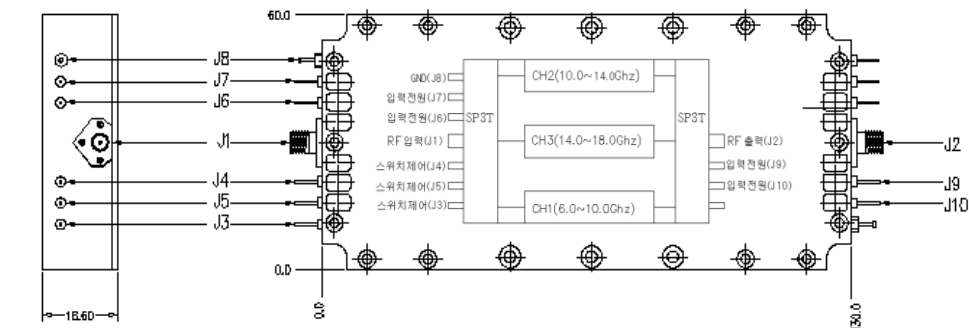 60.0
J8
J7
J6
J1
J4
J5
J3
GND(J8)
입력전원(J7)
입력전원(J6)
RF입력(J1)
스위치제어(J4)
스위치제어(J5)
스위치제어(J3)
SP3T
CH2(10.0~14.0Ghz)
CH3(14.0~18.0Ghz)
CH1(6.0~10.0Ghz)
SP3T
RF 출력(J2)
입력전원(J9)
입력전원(J10)
J2
J9
J10
0.0
16.60
0.0